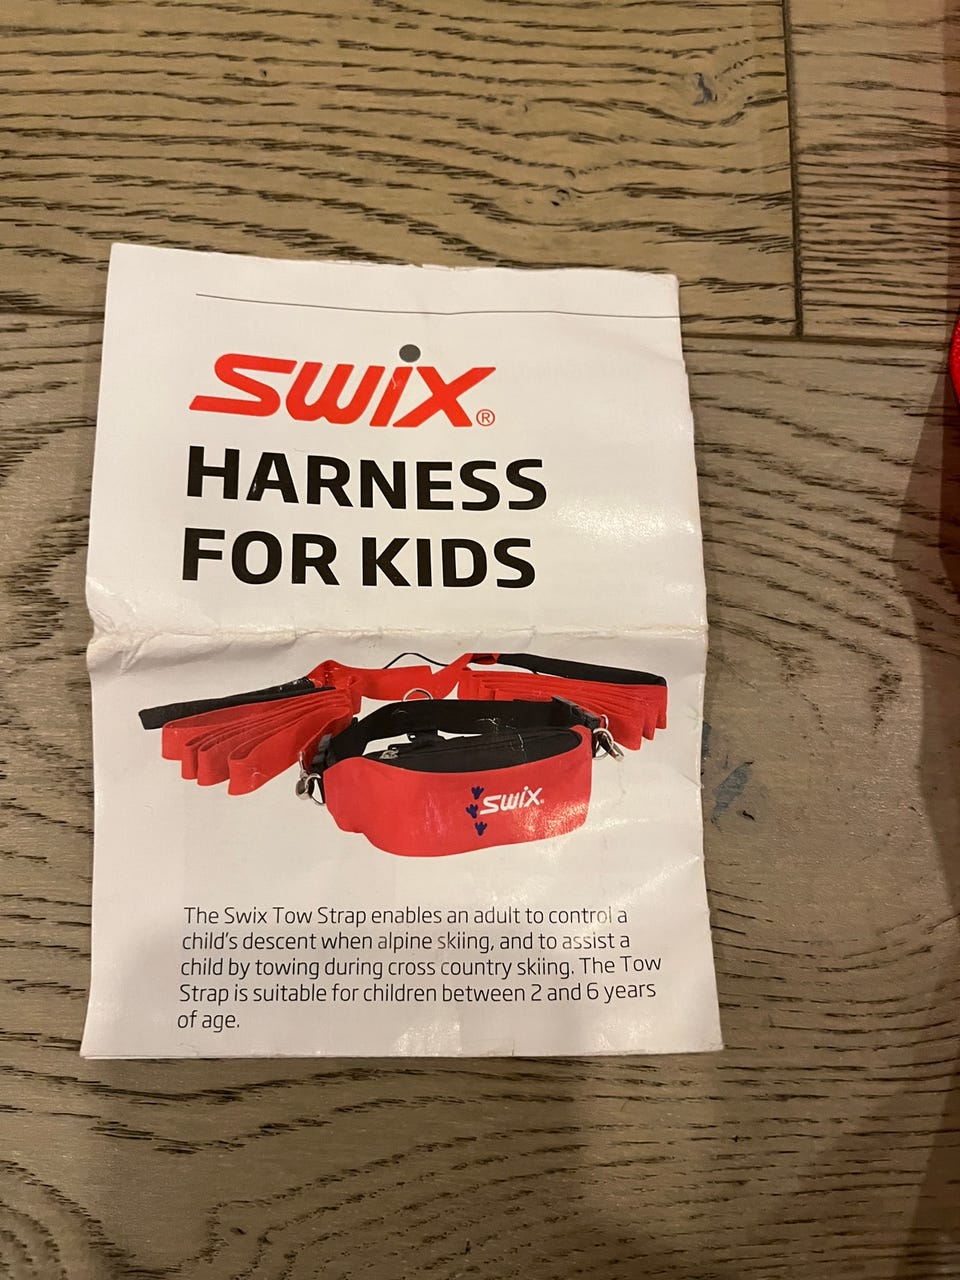 SWIX®
HARNESS
FOR KIDS
SWIX.
The Swix Tow Strap enables an adult to control a
child's descent when alpine skiing, and to assist a
child by towing during cross country skiing. The Tow
Strap is suitable for children between 2 and 6 years
of age.